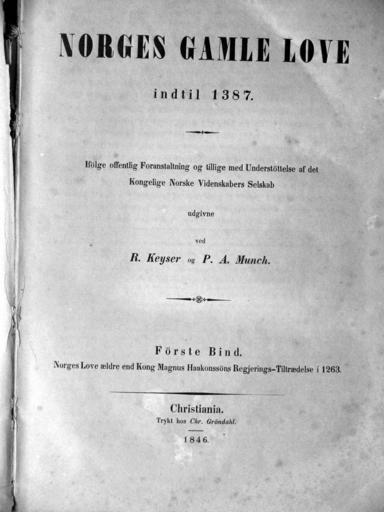 NORGES GAMLE LOVE
indtil 1387.
Ifölge offentlig Foranstaltning og tillige med Understöttelse af det
Kongelige Norske Videnskabers Selskab
udgivne
ved
R. Keyser og P. A. Munch.
Förste Bind.
Norges Love ældre end Kong Magnus Haakonssöns Regjerings-Tiltrædelse i 1263.
Christiania.
Trykt hos Chr. Gröndahl.
1846.